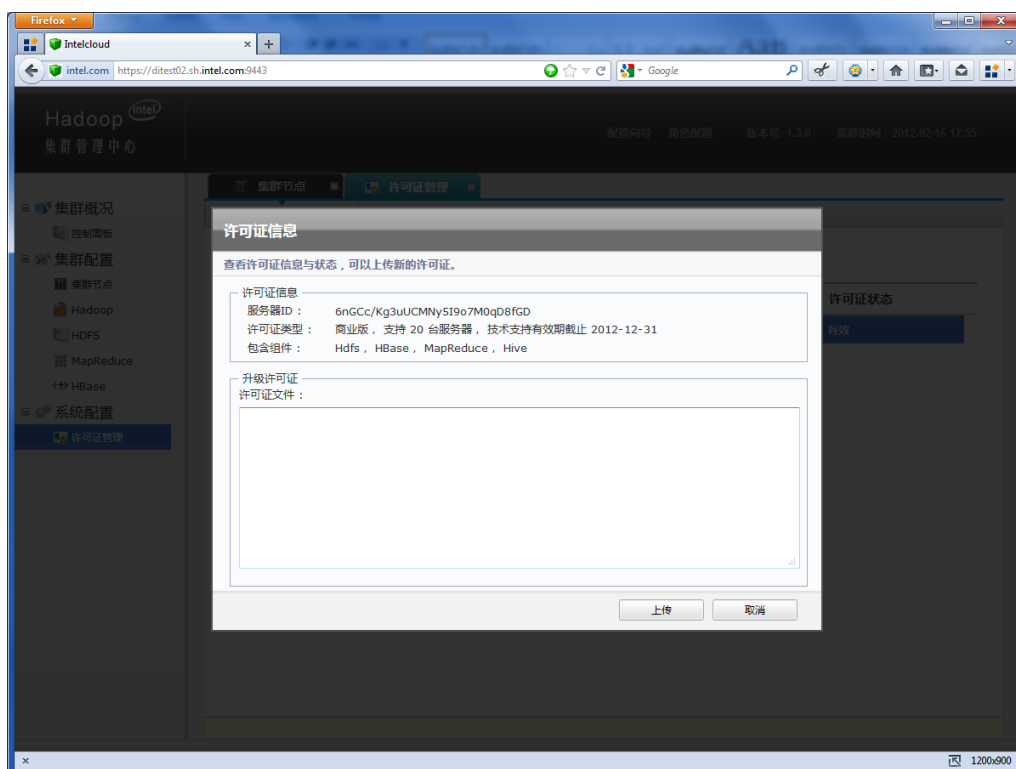 Firefox
Intelcloud
intel.com https://ditest02.sh.intel.com:9443
Google
Hadoop (intel)
集群管理中心
配置向导 角色配置 版本号: 1.3.0 集群时间：2012-02-16 17:55
集群节点 许可证管理
集群概况
控制面板
集群配置
集群节点
Hadoop
HDFS
MapReduce
HBase
系统配置
许可证管理
许可证状态
有效
许可证信息
查看许可证信息与状态，可以上传新的许可证。
许可证信息
服务器ID： 6nGCc/Kg3uUCMNy5I9o7M0qD8fGD
许可证类型： 商业版，支持 20 台服务器，技术支持有效期截止 2012-12-31
包含组件： Hdfs，HBase，MapReduce，Hive
升级许可证
许可证文件：
上传 取消
1200x900